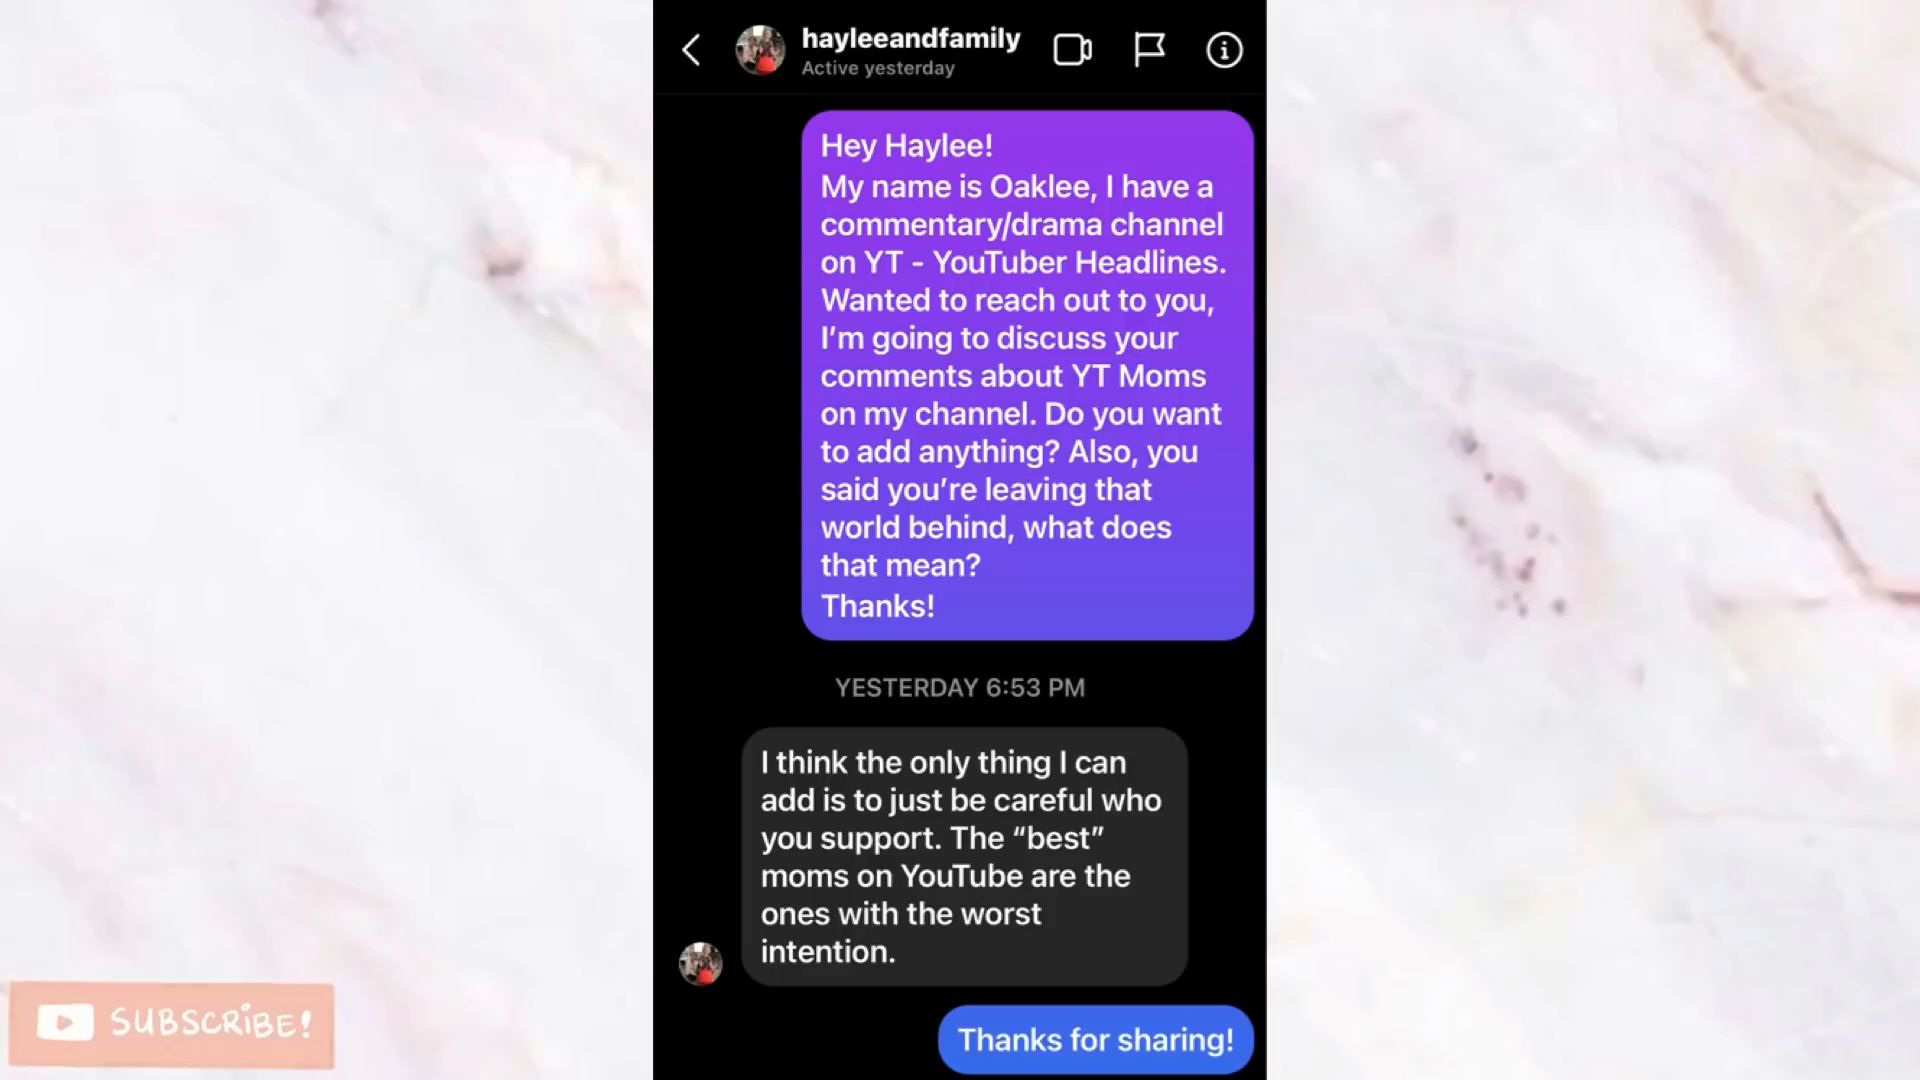 hayleeandfamily
Active yesterday
Hey Haylee!
My name is Oaklee, I have a
commentary/drama channel
on YT - YouTuber Headlines.
Wanted to reach out to you,
I’m going to discuss your
comments about YT Moms
on my channel. Do you want
to add anything? Also, you
said you’re leaving that
world behind, what does
that mean?
Thanks!
YESTERDAY 6:53 PM
I think the only thing I can
add is to just be careful who
you support. The “best”
moms on YouTube are the
ones with the worst
intention.
Thanks for sharing!
SUBSCRIBE!